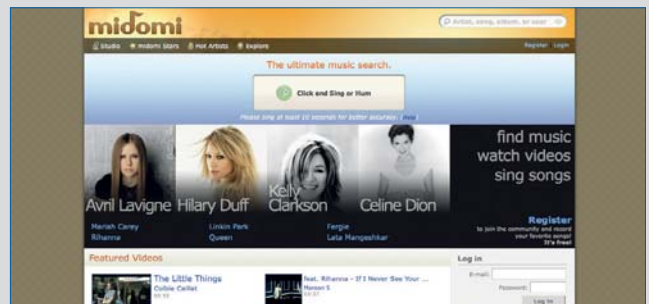 midomi
Artist, song, album, or user
Studio midomi Stars Hot Artists Explore
Register Login
The ultimate music search.
Click and Sing or Hum
Please sing at least 10 seconds for better accuracy. (Help)
find music
watch videos
sing songs
Avril Lavigne Hilary Duff Kelly Clarkson Celine Dion
Mariah Carey Linkin Park Fergie
Rihanna Queen Lata Mangeshkar
Register
to join the community and record
your favorite songs!
It's free!
Featured Videos
The Little Things
Colbie Caillat
feat. Rihanna - If I Never See Your ...
Maroon 5
Log in
E-mail:
Password:
Log in